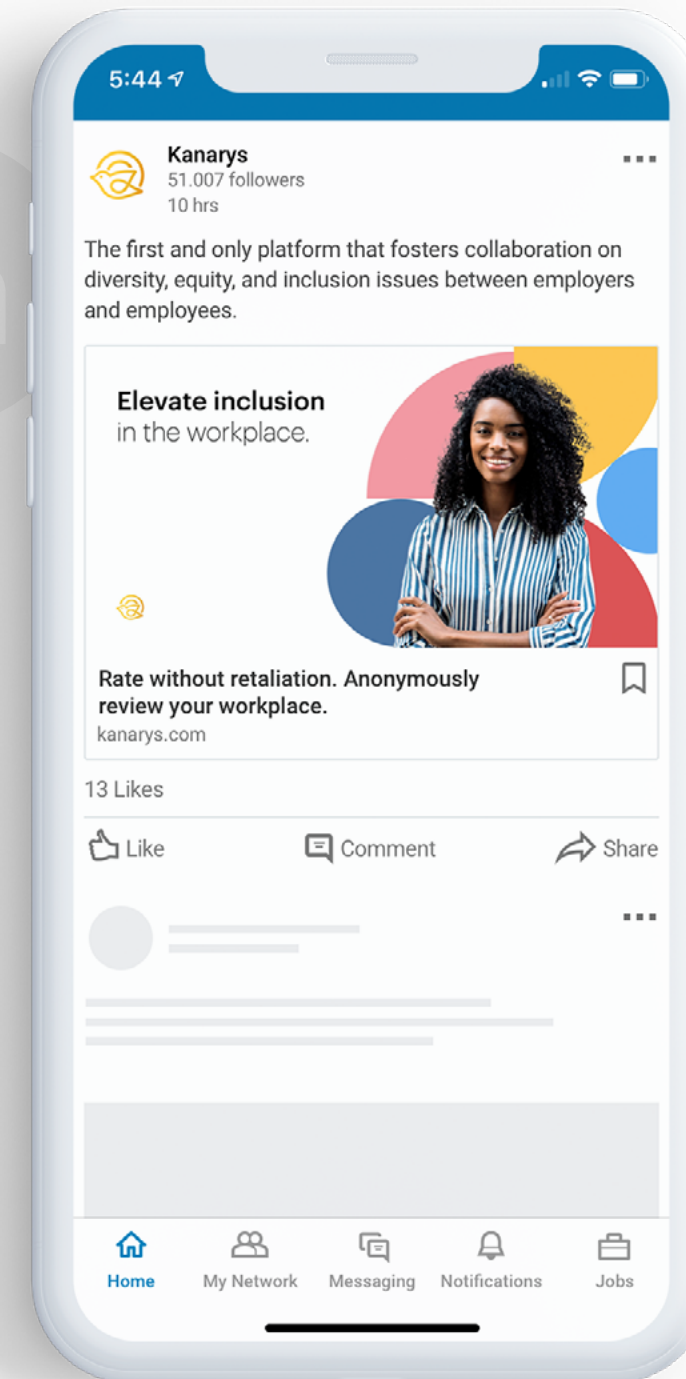 5:44
Kanarys
51.007 followers
10 hrs
The first and only platform that fosters collaboration on
diversity, equity, and inclusion issues between employers
and employees.
Elevate inclusion
in the workplace.
Rate without retaliation. Anonymously
review your workplace.
kanarys.com
13 Likes
Like Comment Share
Home My Network Messaging Notifications Jobs